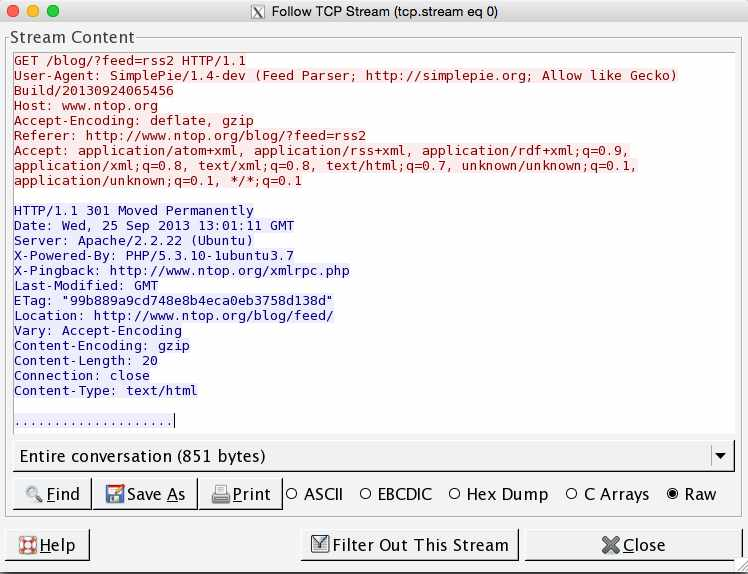 Follow TCP Stream (tcp.stream eq 0)
Stream Content
GET /blog/?feed=rss2 HTTP/1.1
User-Agent: SimplePie/1.4-dev (Feed Parser; http://simplepie.org; Allow like Gecko)
Build/20130924065456
Host: www.ntop.org
Accept-Encoding: deflate, gzip
Referer: http://www.ntop.org/blog/?feed=rss2
Accept: application/atom+xml, application/rss+xml, application/rdf+xml;q=0.9,
application/xml;q=0.8, text/xml;q=0.8, text/html;q=0.7, unknown/unknown;q=0.1,
application/unknown;q=0.1, */*;q=0.1
HTTP/1.1 301 Moved Permanently
Date: Wed, 25 Sep 2013 13:01:11 GMT
Server: Apache/2.2.22 (Ubuntu)
X-Powered-By: PHP/5.3.10-1ubuntu3.7
X-Pingback: http://www.ntop.org/xmlrpc.php
Last-Modified: GMT
ETag: "99b889a9cd748e8b4eca0eb3758d138d"
Location: http://www.ntop.org/blog/feed/
Vary: Accept-Encoding
Content-Encoding: gzip
Content-Length: 20
Connection: close
Content-Type: text/html
....................
Entire conversation (851 bytes)
Find Save As Print ASCII EBCDIC Hex Dump C Arrays Raw
Help Filter Out This Stream Close